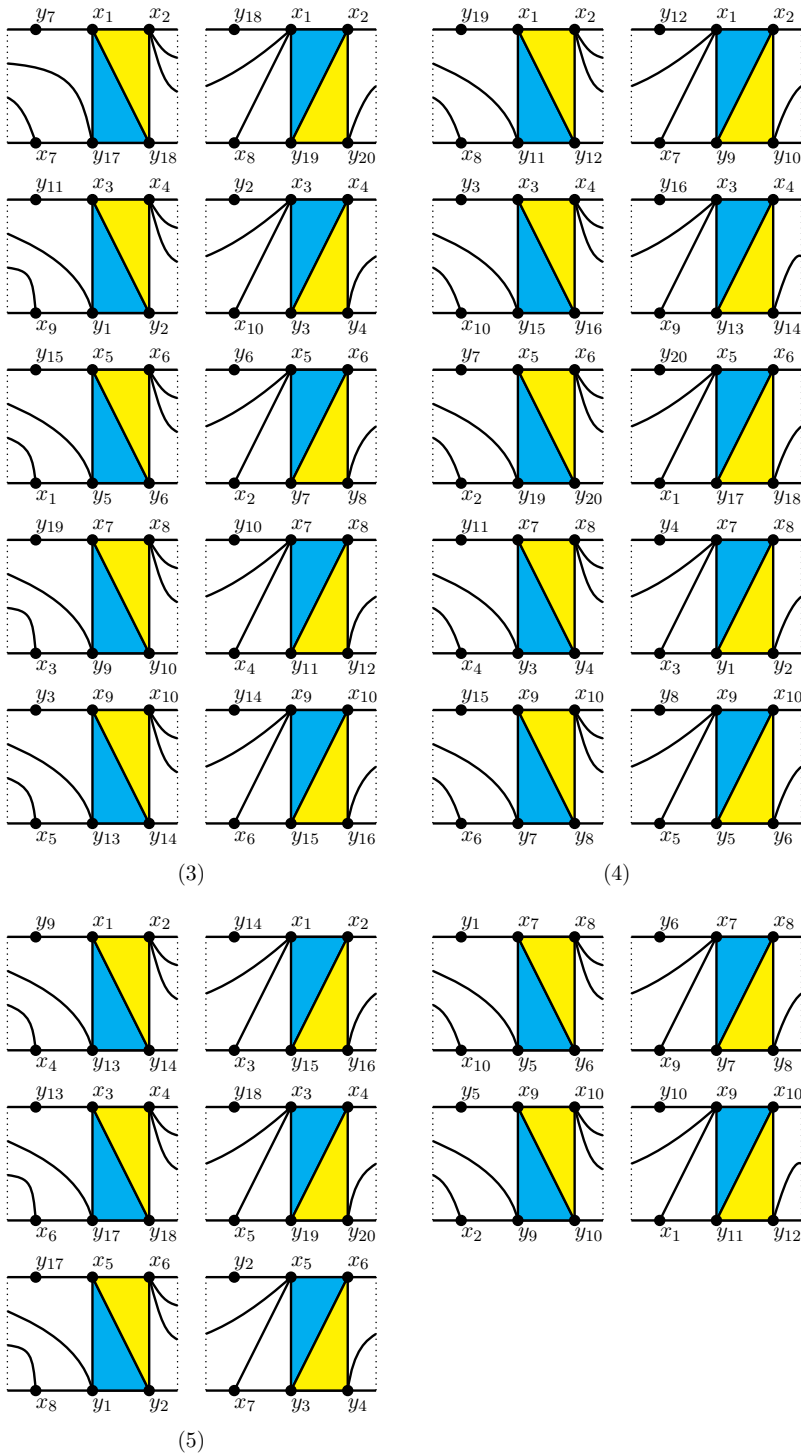 y7 x1 x2 y18 x1 x2 y19 x1 x2 y12 x1 x2
x7 y17 y18 x8 y19 y20 x8 y11 y12 x7 y9 y10
y11 x3 x4 y2 x3 x4 y3 x3 x4 y16 x3 x4
x9 y1 y2 x10 y3 y4 x10 y15 y16 x9 y13 y14
y15 x5 x6 y6 x5 x6 y7 x5 x6 y20 x5 x6
x1 y5 y6 x2 y7 y8 x2 y19 y20 x1 y17 y18
y19 x7 x8 y10 x7 x8 y11 x7 x8 y4 x7 x8
x3 y9 y10 x4 y11 y12 x4 y3 y4 x3 y1 y2
y3 x9 x10 y14 x9 x10 y15 x9 x10 y8 x9 x10
x5 y13 y14 x6 y15 y16 x6 y7 y8 x5 y5 y6
(3) (4)
y9 x1 x2 y14 x1 x2 y1 x7 x8 y6 x7 x8
x4 y13 y14 x3 y15 y16 x10 y5 y6 x9 y7 y8
y13 x3 x4 y18 x3 x4 y5 x9 x10 y10 x9 x10
x6 y17 y18 x5 y19 y20 x2 y9 y10 x1 y11 y12
y17 x5 x6 y2 x5 x6
x8 y1 y2 x7 y3 y4
(5)